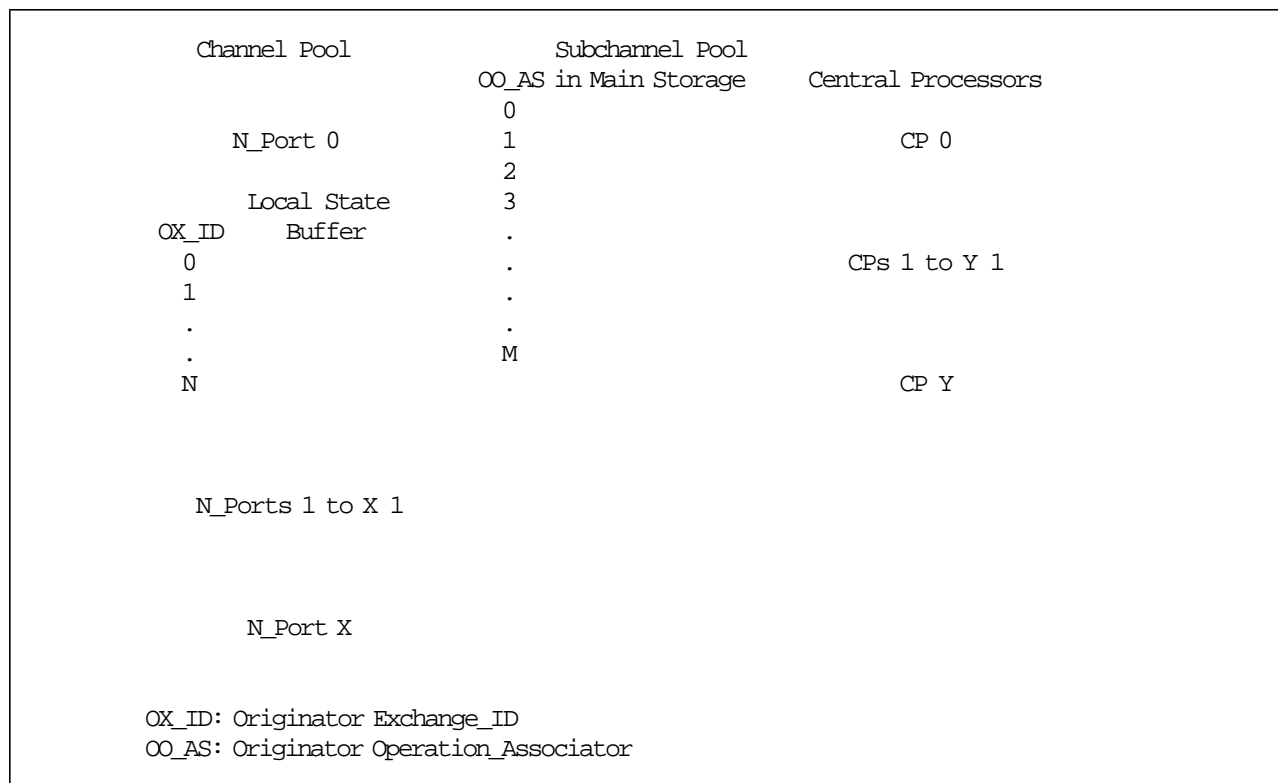 Channel Pool Subchannel Pool
OO_AS in Main Storage Central Processors
0
N_Port 0 1 CP 0
2
Local State 3
OX_ID Buffer .
0 . CPs 1 to Y 1
1 .
. .
. M
N CP Y
N_Ports 1 to X 1
N_Port X
OX_ID: Originator Exchange_ID
OO_AS: Originator Operation_Associator